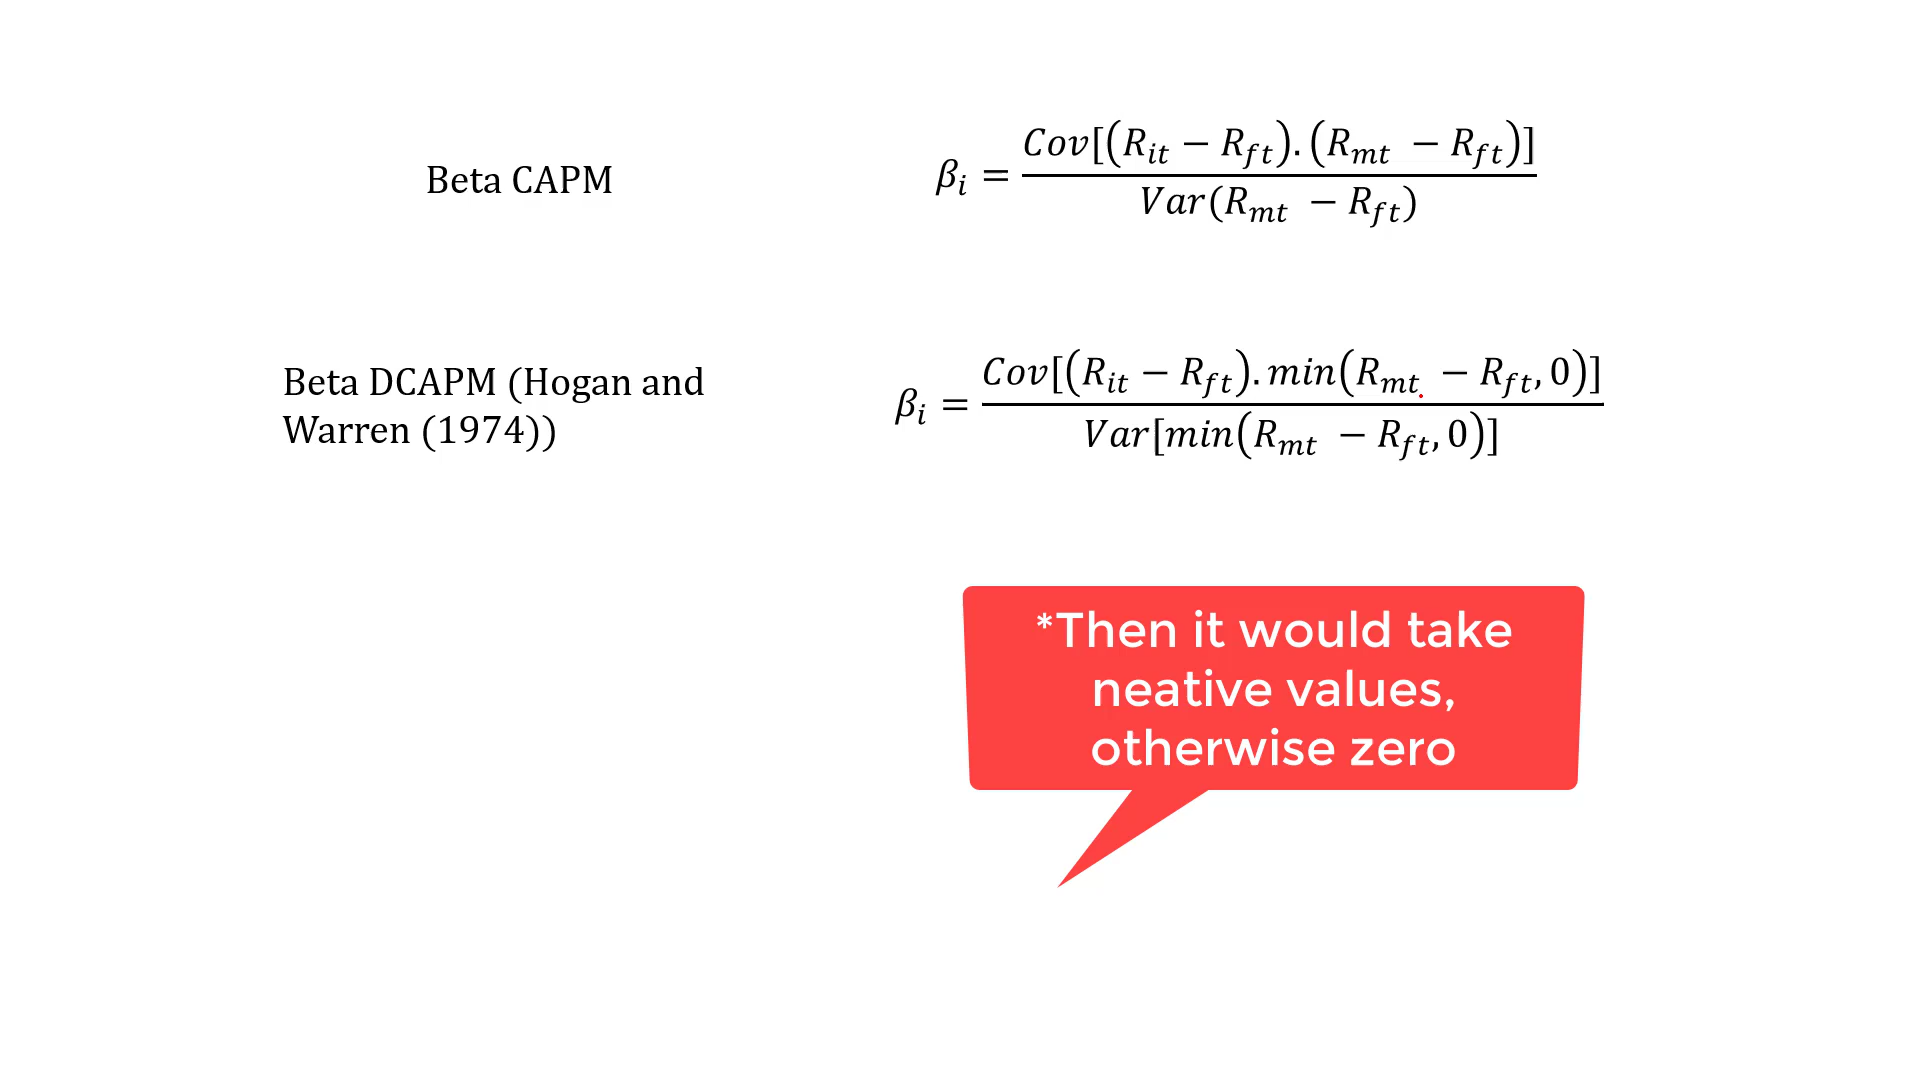 Beta CAPM
β_i = Cov[(R_it − R_ft).(R_mt − R_ft)] / Var(R_mt − R_ft)
Beta DCAPM (Hogan and
Warren (1974))
β_i = Cov[(R_it − R_ft).min(R_mt − R_ft, 0)] / Var[min(R_mt − R_ft, 0)]
*Then it would take
neative values,
otherwise zero